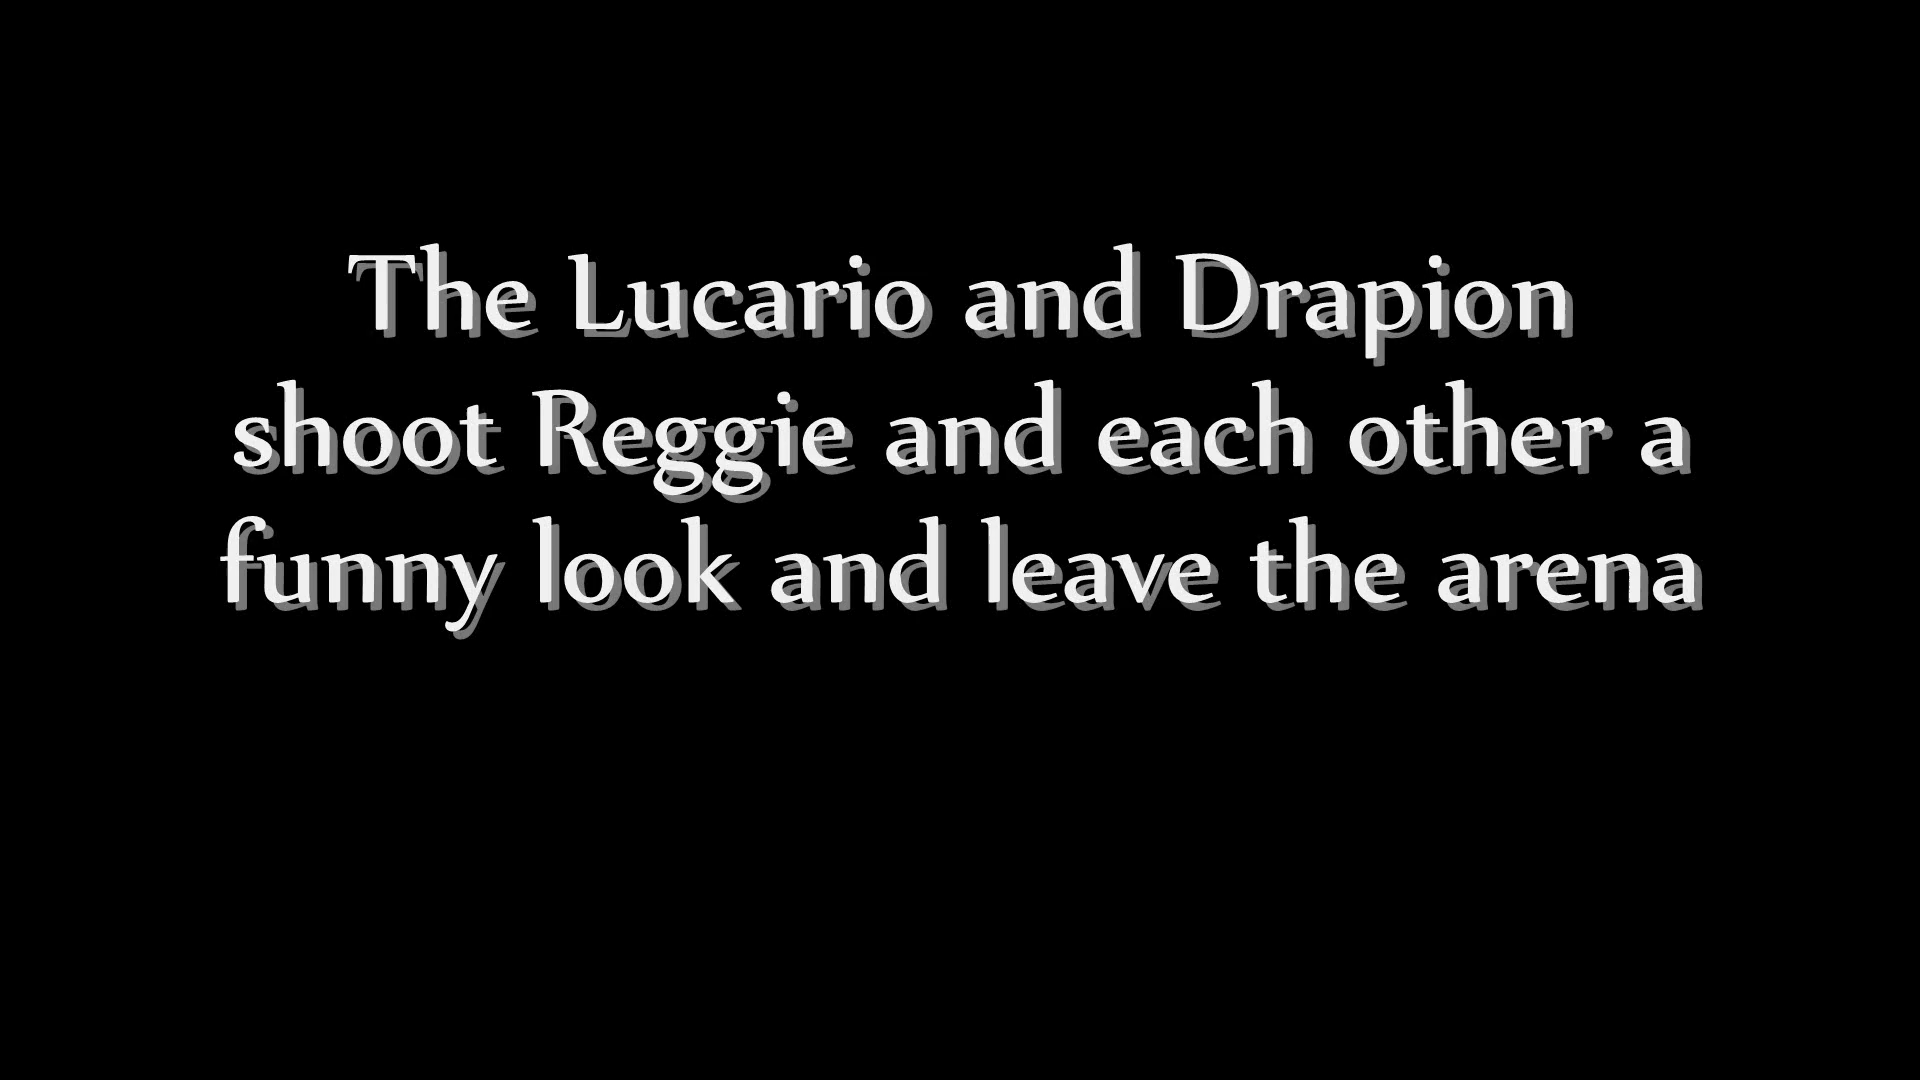 The Lucario and Drapion
shoot Reggie and each other a
funny look and leave the arena